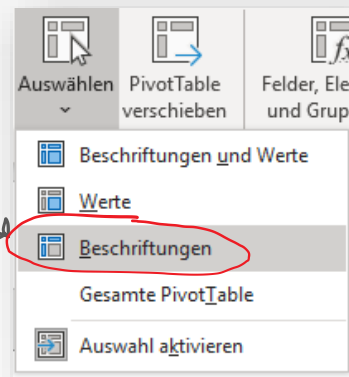 Auswählen
PivotTable
verschieben
Felder, Ele
und Grup
Beschriftungen und Werte
Werte
Beschriftungen
Gesamte PivotTable
Auswahl aktivieren